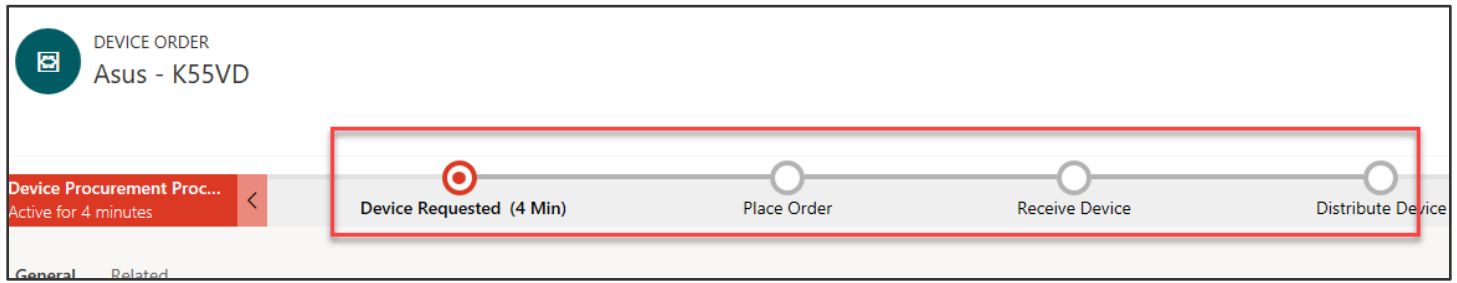 DEVICE ORDER
Asus - K55VD
Device Procurement Proc...
Active for 4 minutes
Device Requested (4 Min)
Place Order
Receive Device
Distribute Device
General
Related